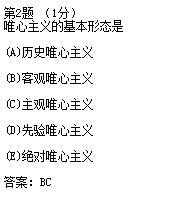 第2题 （1分）
唯心主义的基本形态是
(A)历史唯心主义
(B)客观唯心主义
(C)主观唯心主义
(D)先验唯心主义
(E)绝对唯心主义
答案: BC